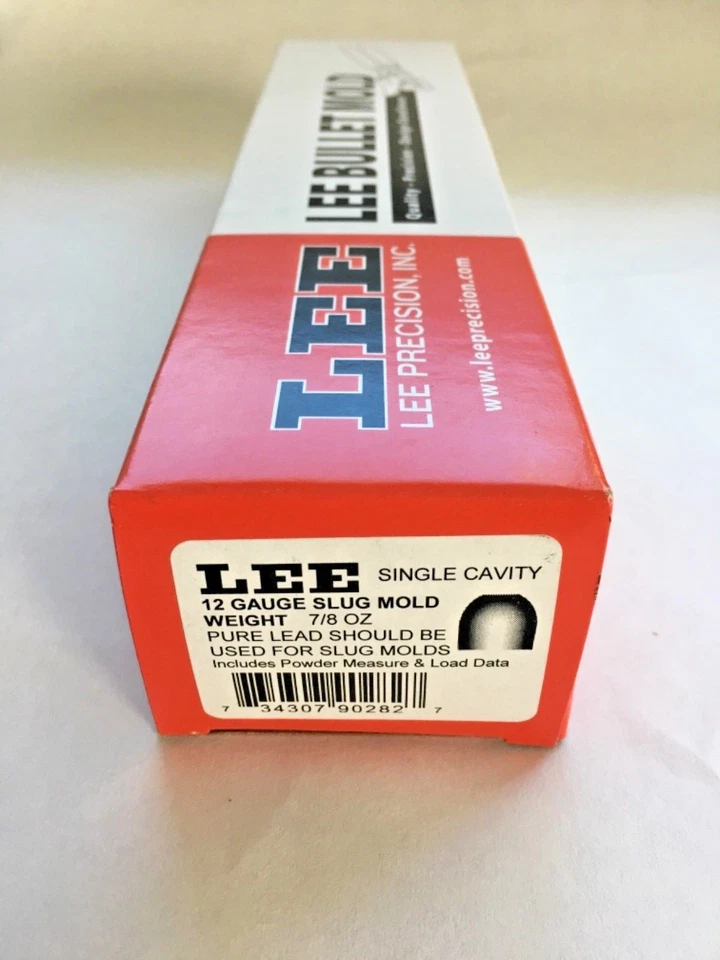 LEE BULLET MOLD
Quality - Precision -
LEE
LEE PRECISION, INC.
www.leeprecision.com
LEE SINGLE CAVITY
12 GAUGE SLUG MOLD
WEIGHT 7/8 OZ
PURE LEAD SHOULD BE
USED FOR SLUG MOLDS
Includes Powder Measure & Load Data
7 34307 90282 7